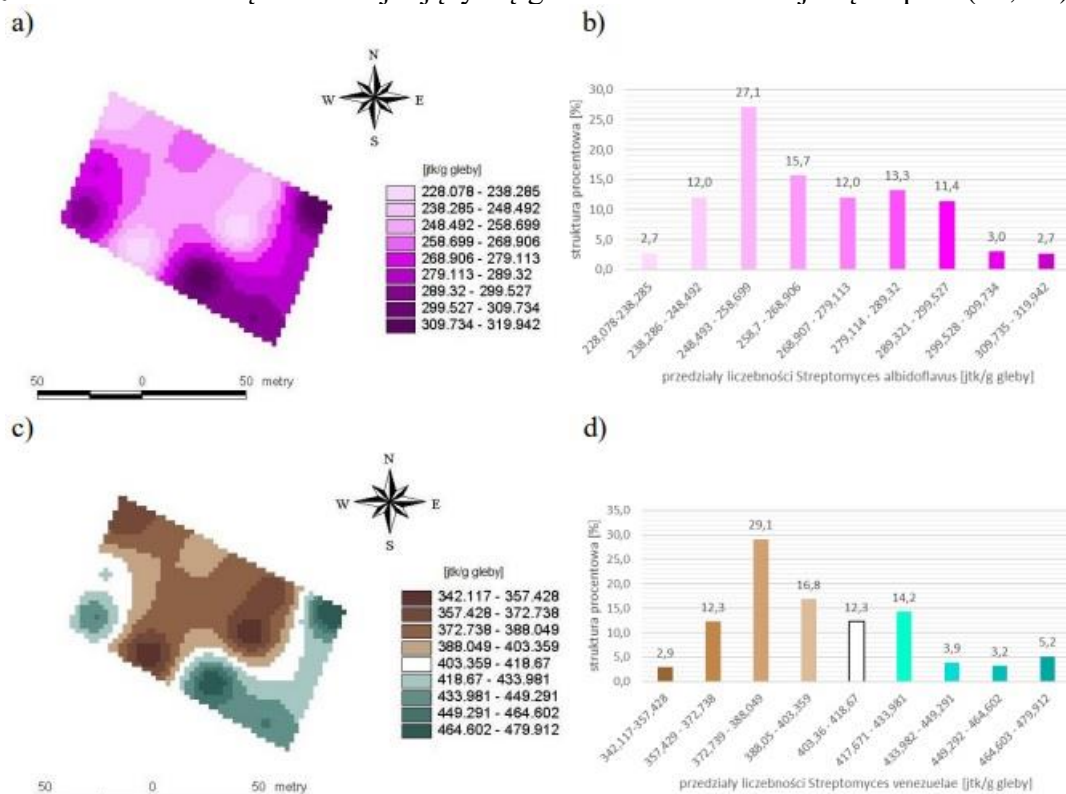 a)
N
W E
S
[jtk/g gleby]
228.078 - 238.285
238.285 - 248.492
248.492 - 258.699
258.699 - 268.906
268.906 - 279.113
279.113 - 289.32
289.32 - 299.527
299.527 - 309.734
309.734 - 319.942
50 0 50 metry
b)
struktura procentowa [%]
30,0
25,0
20,0
15,0
10,0
5,0
0,0
2,7
12,0
27,1
15,7
12,0
13,3
11,4
3,0
2,7
228,078-238,285
238,286 - 248,492
248,493 - 258,699
258,7 - 268,906
268,907 - 279,113
279,114 - 289,32
289,321 - 299,527
299,528 - 309,734
309,735 - 319,942
przedziały liczebności Streptomyces albidoflavus [jtk/g gleby]
c)
N
W E
S
[jtk/g gleby]
342.117 - 357.428
357.428 - 372.738
372.738 - 388.049
388.049 - 403.359
403.359 - 418.67
418.67 - 433.981
433.981 - 449.291
449.291 - 464.602
464.602 - 479.912
50 0 50 metry
d)
struktura procentowa [%]
35,0
30,0
25,0
20,0
15,0
10,0
5,0
0,0
2,9
12,3
29,1
16,8
12,3
14,2
3,9
3,2
5,2
342,117-357,428
357,429 - 372,738
372,739 - 388,049
388,05 - 403,359
403,36 - 418,67
417,671 - 433,981
433,982 - 449,291
449,292 - 464,602
464,603 - 479,912
przedziały liczebności Streptomyces venezuelae [jtk/g gleby]